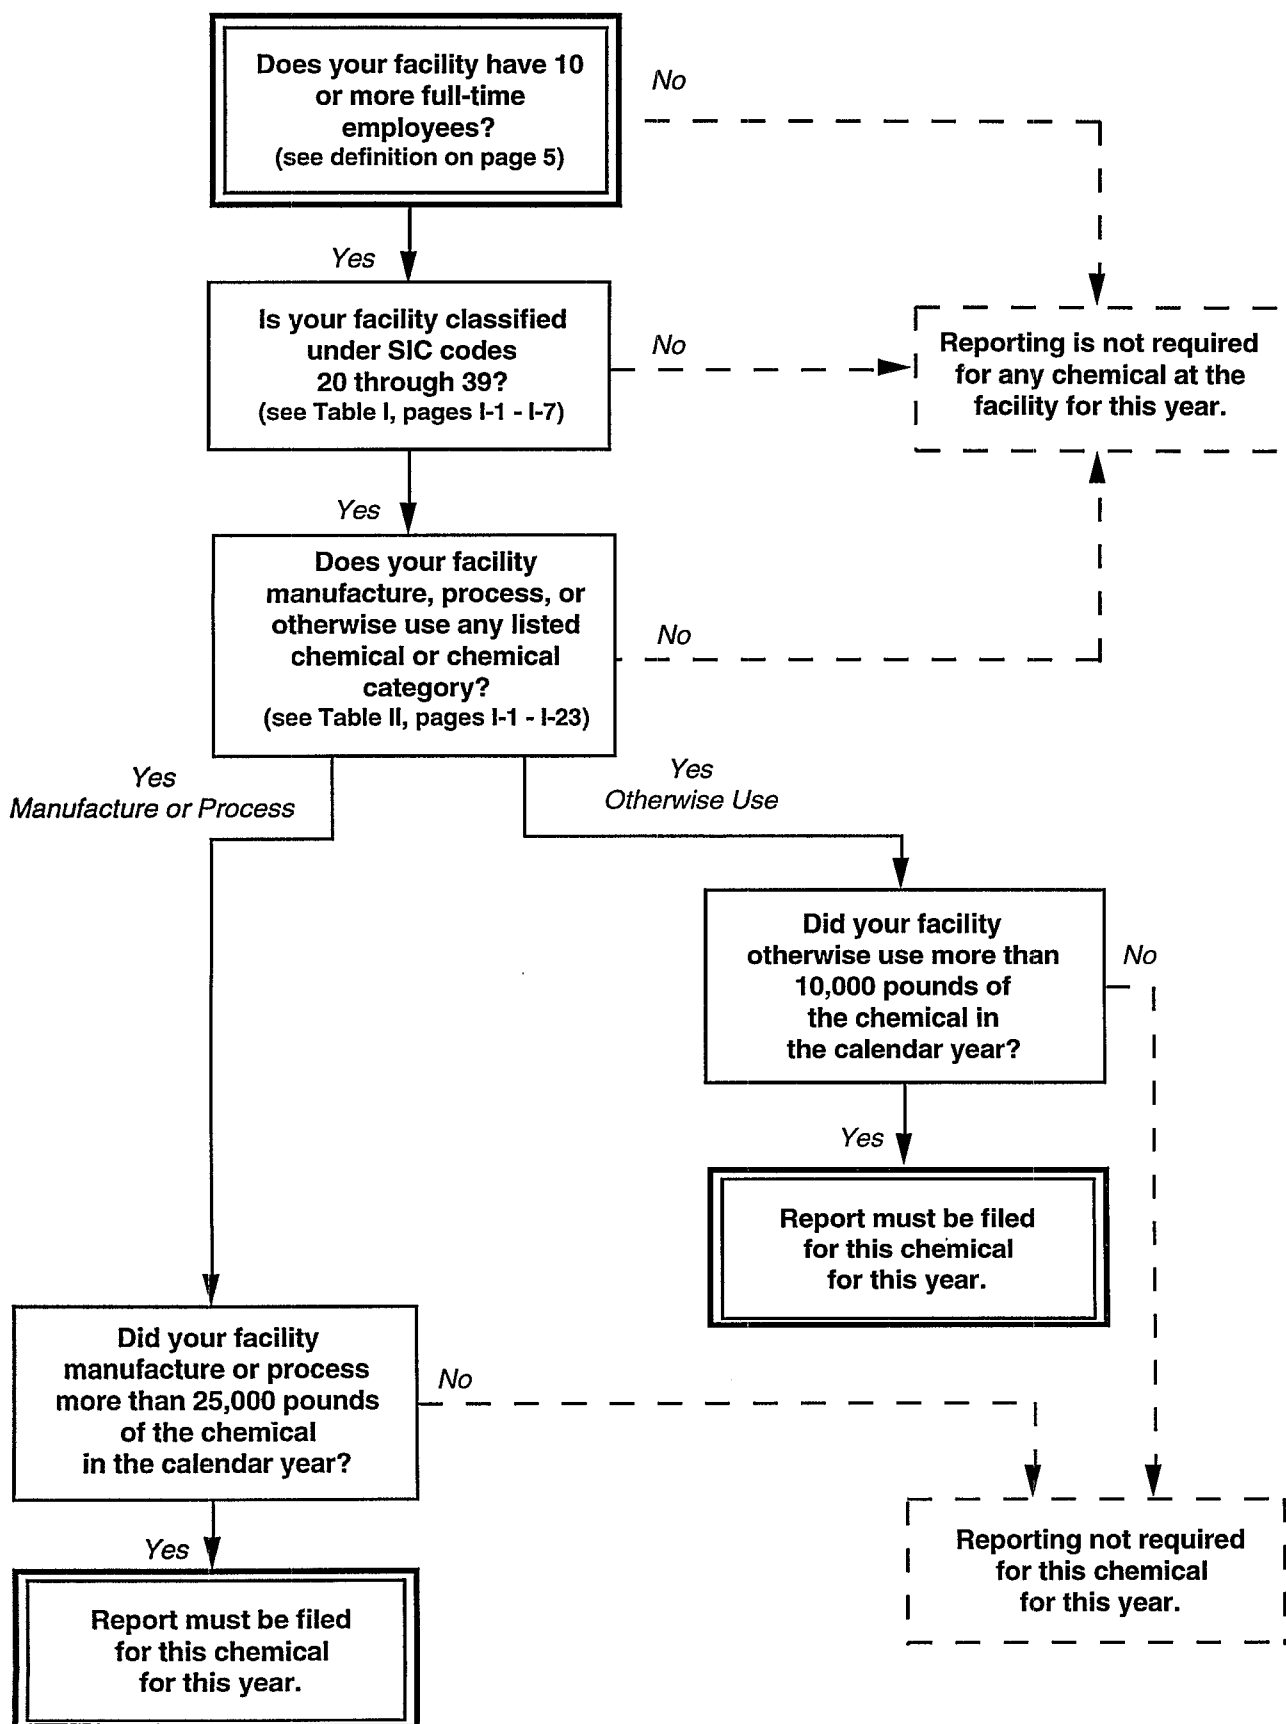 Does your facility have 10
or more full-time
employees?
(see definition on page 5)
No
Yes
Is your facility classified
under SIC codes
20 through 39?
(see Table I, pages I-1 - I-7)
No
Reporting is not required
for any chemical at the
facility for this year.
Yes
Does your facility
manufacture, process, or
otherwise use any listed
chemical or chemical
category?
(see Table II, pages I-1 - I-23)
No
Yes
Manufacture or Process
Yes
Otherwise Use
Did your facility
otherwise use more than
10,000 pounds of
the chemical in
the calendar year?
No
Yes
Report must be filed
for this chemical
for this year.
Did your facility
manufacture or process
more than 25,000 pounds
of the chemical
in the calendar year?
No
Yes
Reporting not required
for this chemical
for this year.
Report must be filed
for this chemical
for this year.